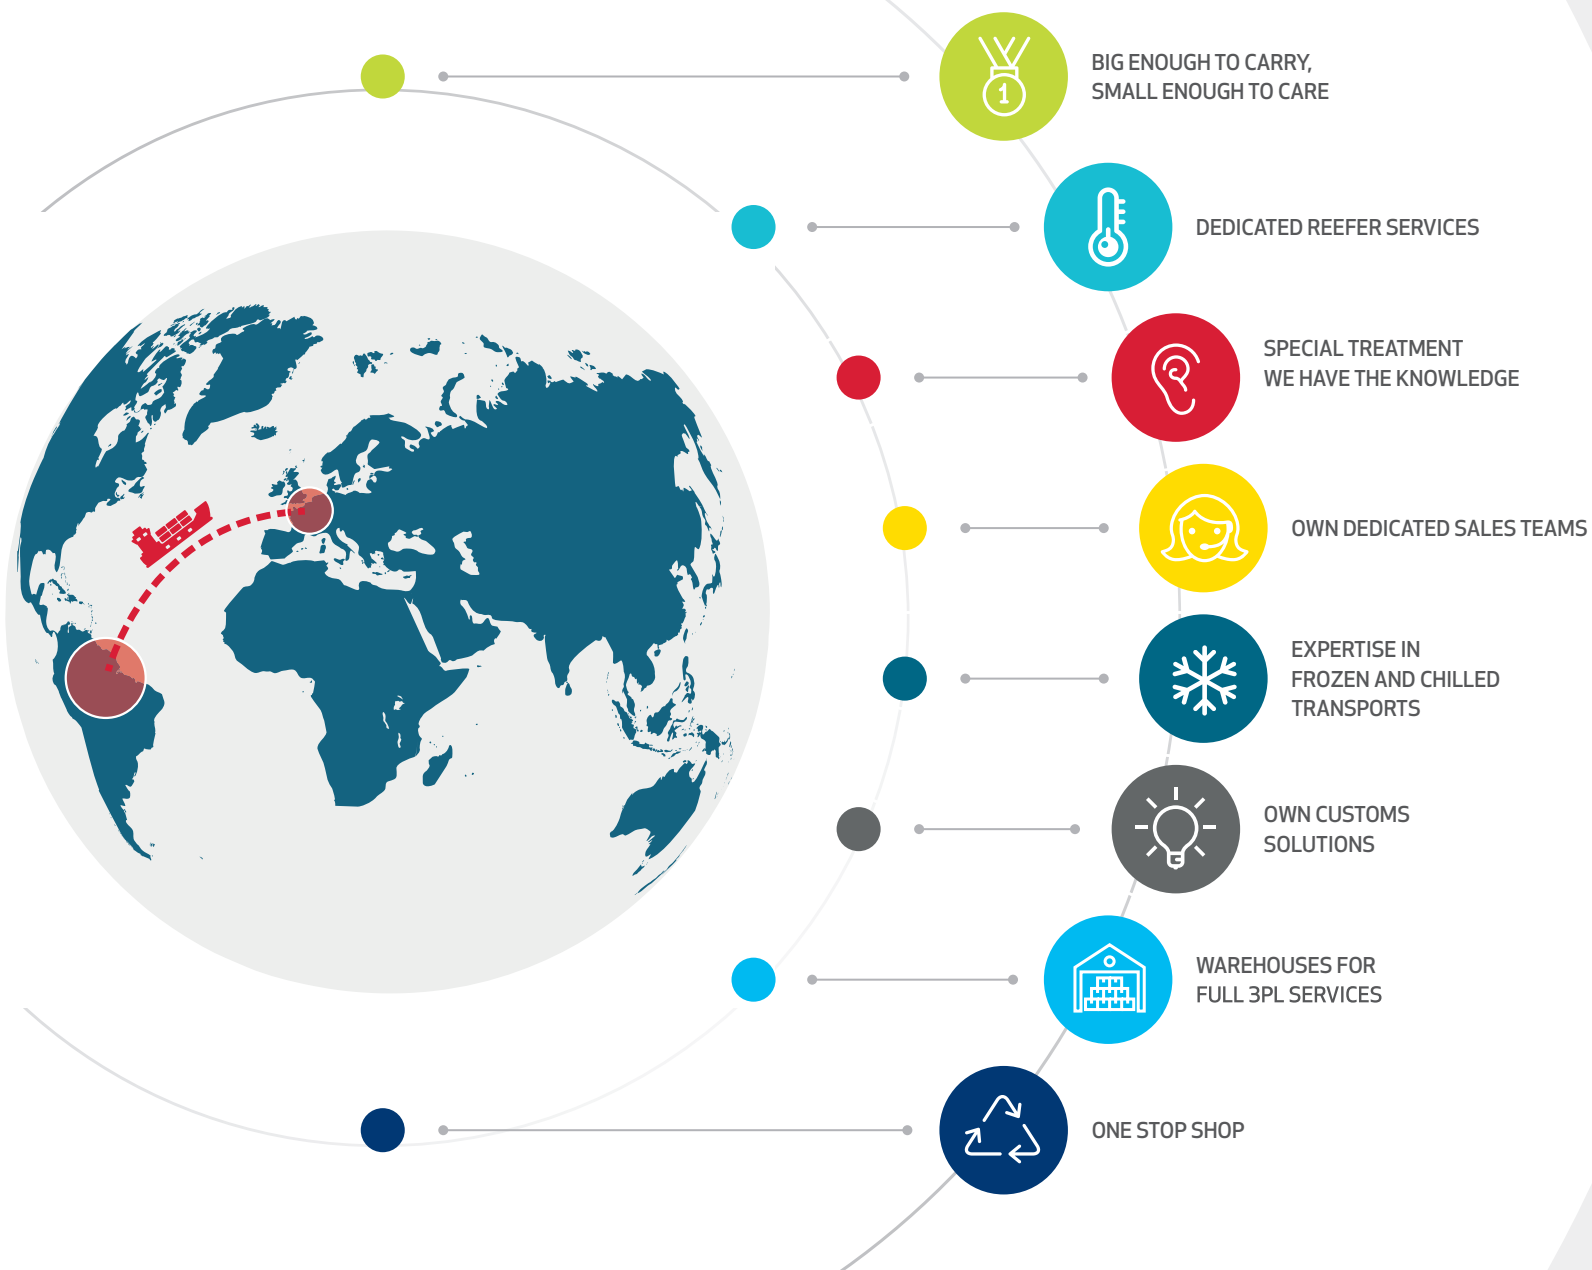 BIG ENOUGH TO CARRY,
SMALL ENOUGH TO CARE
1
DEDICATED REEFER SERVICES
SPECIAL TREATMENT
WE HAVE THE KNOWLEDGE
OWN DEDICATED SALES TEAMS
EXPERTISE IN
FROZEN AND CHILLED
TRANSPORTS
OWN CUSTOMS
SOLUTIONS
WAREHOUSES FOR
FULL 3PL SERVICES
ONE STOP SHOP